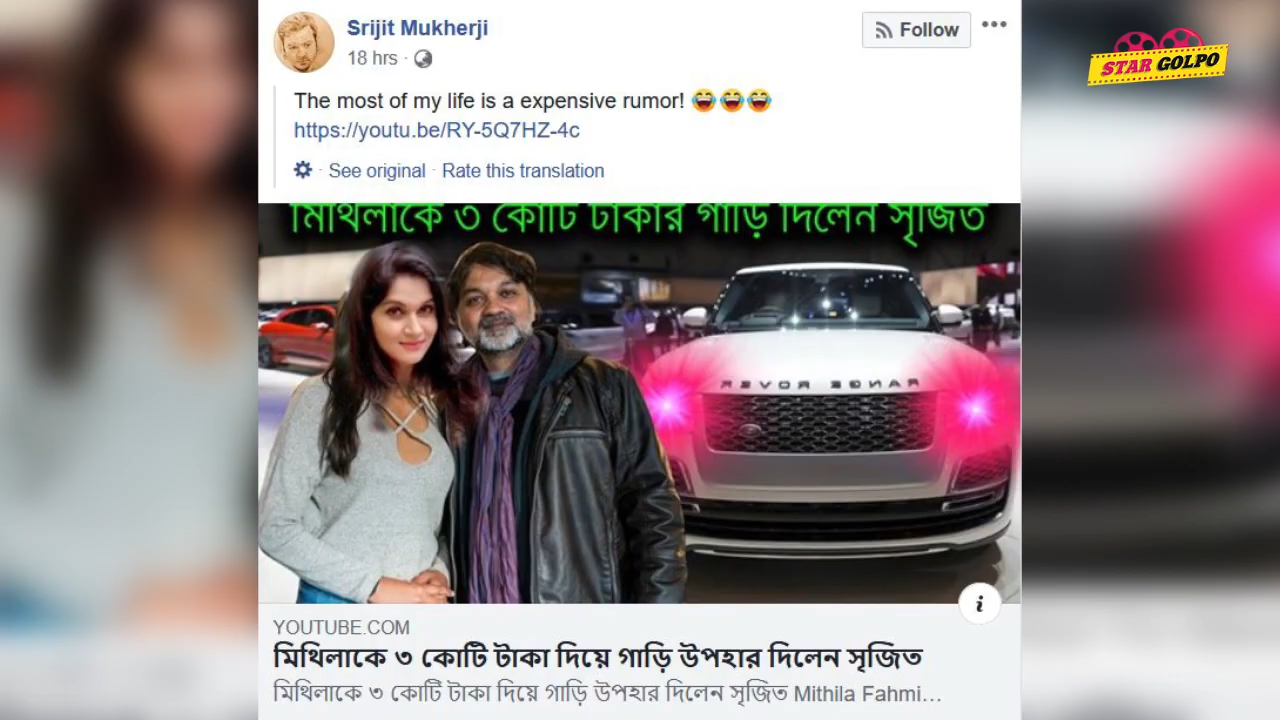 Srijit Mukherji
18 hrs ·
Follow
STAR GOLPO
The most of my life is a expensive rumor! 😂😂😂
https://youtu.be/RY-5Q7HZ-4c
· See original · Rate this translation
মিথিলাকে ৩ কোটি টাকার গাড়ি দিলেন সৃজিত
RANGE ROVER
i
YOUTUBE.COM
মিথিলাকে ৩ কোটি টাকা দিয়ে গাড়ি উপহার দিলেন সৃজিত
মিথিলাকে ৩ কোটি টাকা দিয়ে গাড়ি উপহার দিলেন সৃজিত Mithila Fahmi...